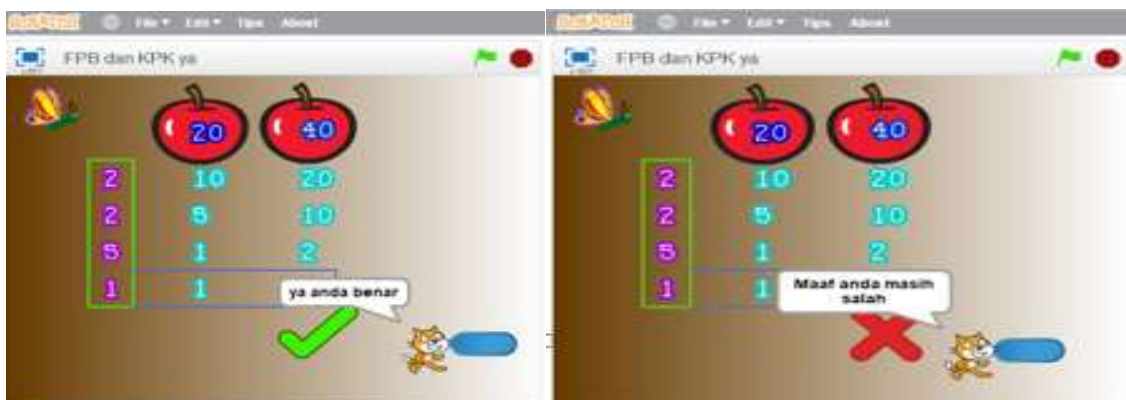 SCRATCH File Edit Tips About
FPB dan KPK ya
20 40
2 10 20
2 5 10
5 1 2
1 1
ya anda benar
SCRATCH File Edit Tips About
FPB dan KPK ya
20 40
2 10 20
2 5 10
5 1 2
1 1
Maaf anda masih
salah